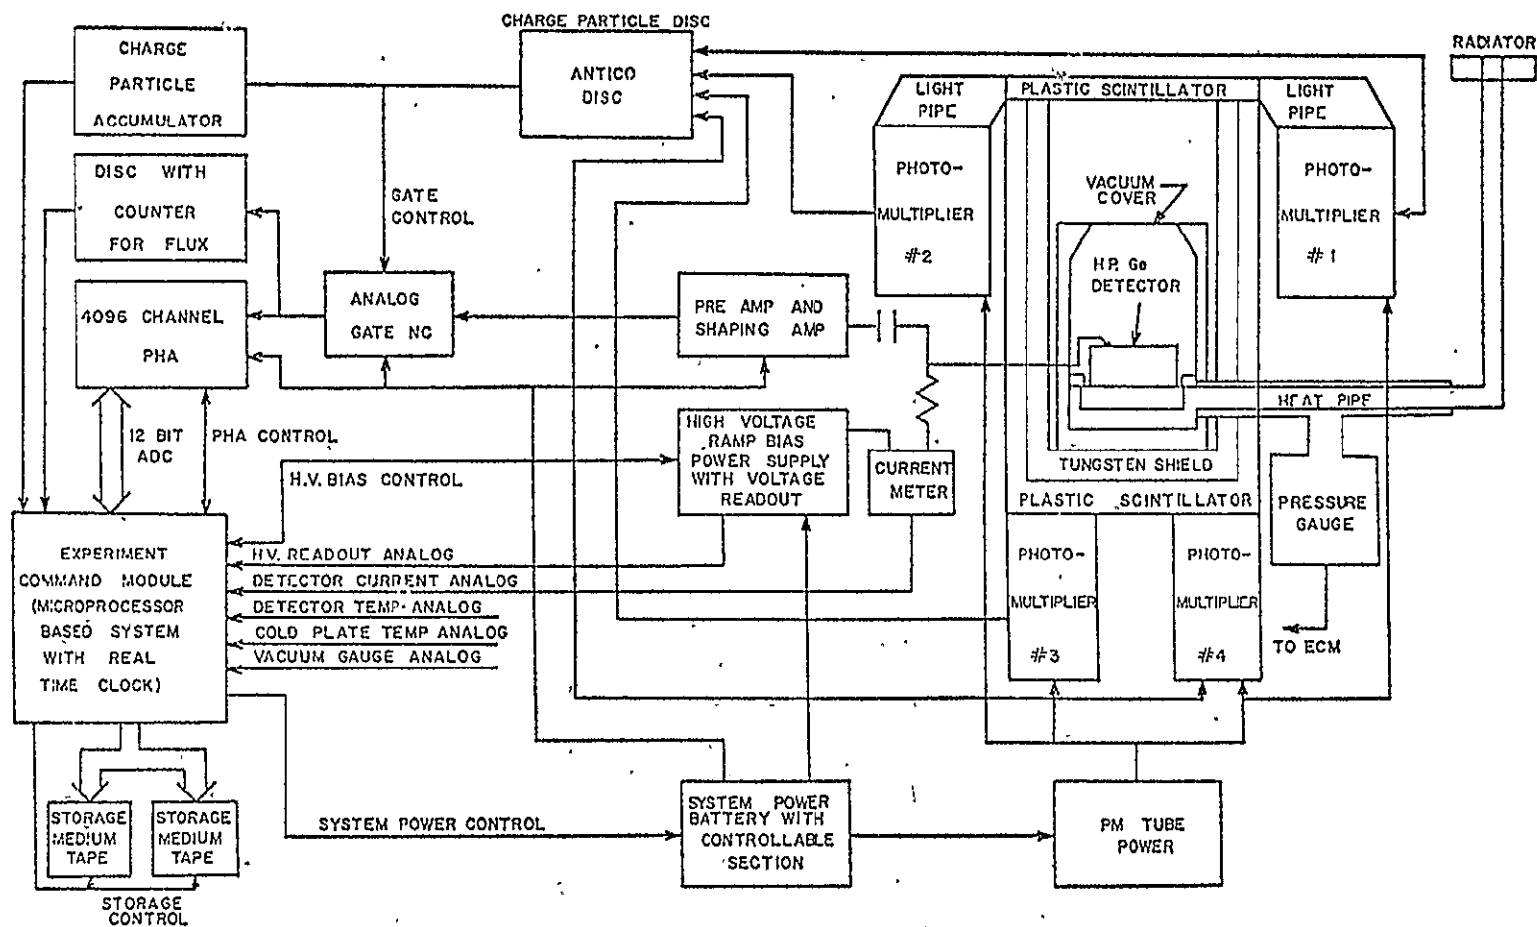 CHARGE PARTICLE DISC
CHARGE
PARTICLE
ACCUMULATOR
ANTICO
DISC
RADIATOR
LIGHT
PIPE
PLASTIC SCINTILLATOR
LIGHT
PIPE
DISC WITH
COUNTER
FOR FLUX
GATE
CONTROL
PHOTO-
MULTIPLIER
#2
VACUUM
COVER
PHOTO-
MULTIPLIER
#1
H.P. Ge
DETECTOR
4096 CHANNEL
PHA
ANALOG
GATE NC
PRE AMP AND
SHAPING AMP
HEAT PIPE
12 BIT
ADC
PHA CONTROL
HIGH VOLTAGE
RAMP BIAS
POWER SUPPLY
WITH VOLTAGE
READOUT
CURRENT
METER
TUNGSTEN SHIELD
H.V. BIAS CONTROL
PLASTIC SCINTILLATOR
PRESSURE
GAUGE
EXPERIMENT
COMMAND MODULE
(MICROPROCESSOR
BASED SYSTEM
WITH REAL
TIME CLOCK)
H.V. READOUT ANALOG
DETECTOR CURRENT ANALOG
DETECTOR TEMP. ANALOG
COLD PLATE TEMP ANALOG
VACUUM GAUGE ANALOG
PHOTO-
MULTIPLIER
#3
PHOTO-
MULTIPLIER
#4
TO ECM
STORAGE
MEDIUM
TAPE
STORAGE
MEDIUM
TAPE
SYSTEM POWER CONTROL
SYSTEM POWER
BATTERY WITH
CONTROLLABLE
SECTION
PM TUBE
POWER
STORAGE
CONTROL